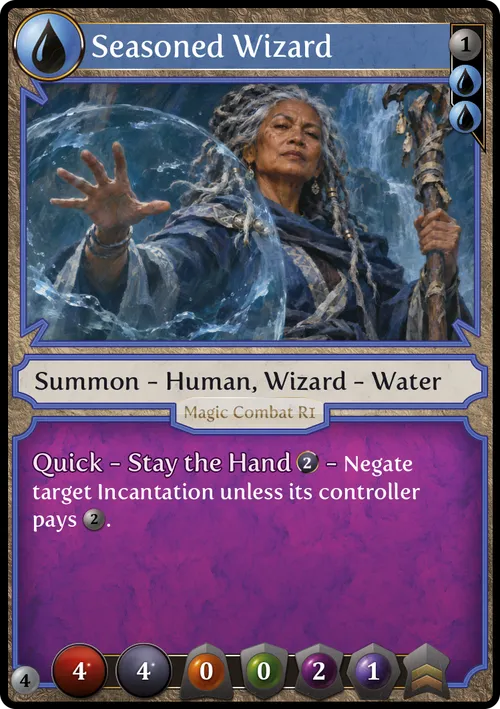 Seasoned Wizard
1
Summon – Human, Wizard – Water
Magic Combat R1
Quick – Stay the Hand 2 – Negate
target Incantation unless its controller
pays 2.
4 4* 4* 0 0 2 1